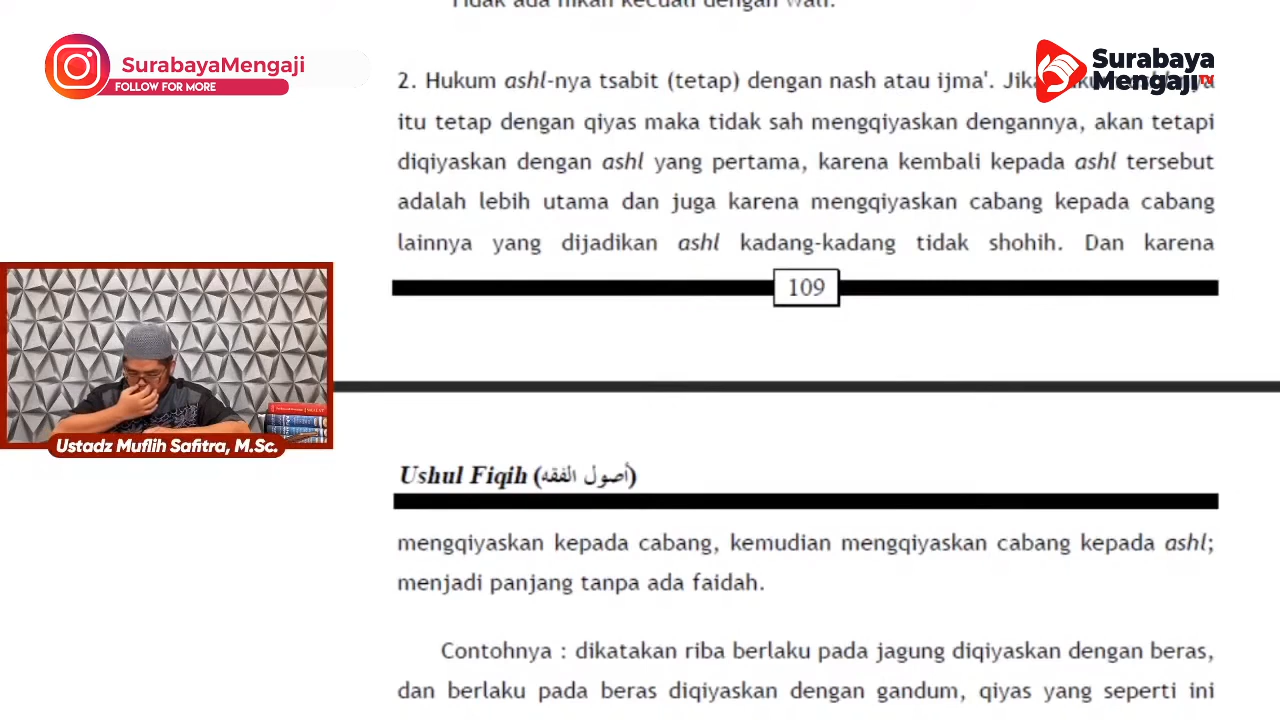 Tidak ada nikah kecuali dengan wali.
SurabayaMengaji
FOLLOW FOR MORE
Surabaya
Mengaji TV
2. Hukum ashl-nya tsabit (tetap) dengan nash atau ijma'. Jika
itu tetap dengan qiyas maka tidak sah mengqiyaskan dengannya, akan tetapi
diqiyaskan dengan ashl yang pertama, karena kembali kepada ashl tersebut
adalah lebih utama dan juga karena mengqiyaskan cabang kepada cabang
lainnya yang dijadikan ashl kadang-kadang tidak shohih. Dan karena
109
Ustadz Muflih Safitra, M.Sc.
Ushul Fiqih (أصول الفقه)
mengqiyaskan kepada cabang, kemudian mengqiyaskan cabang kepada ashl;
menjadi panjang tanpa ada faidah.
Contohnya : dikatakan riba berlaku pada jagung diqiyaskan dengan beras,
dan berlaku pada beras diqiyaskan dengan gandum, qiyas yang seperti ini